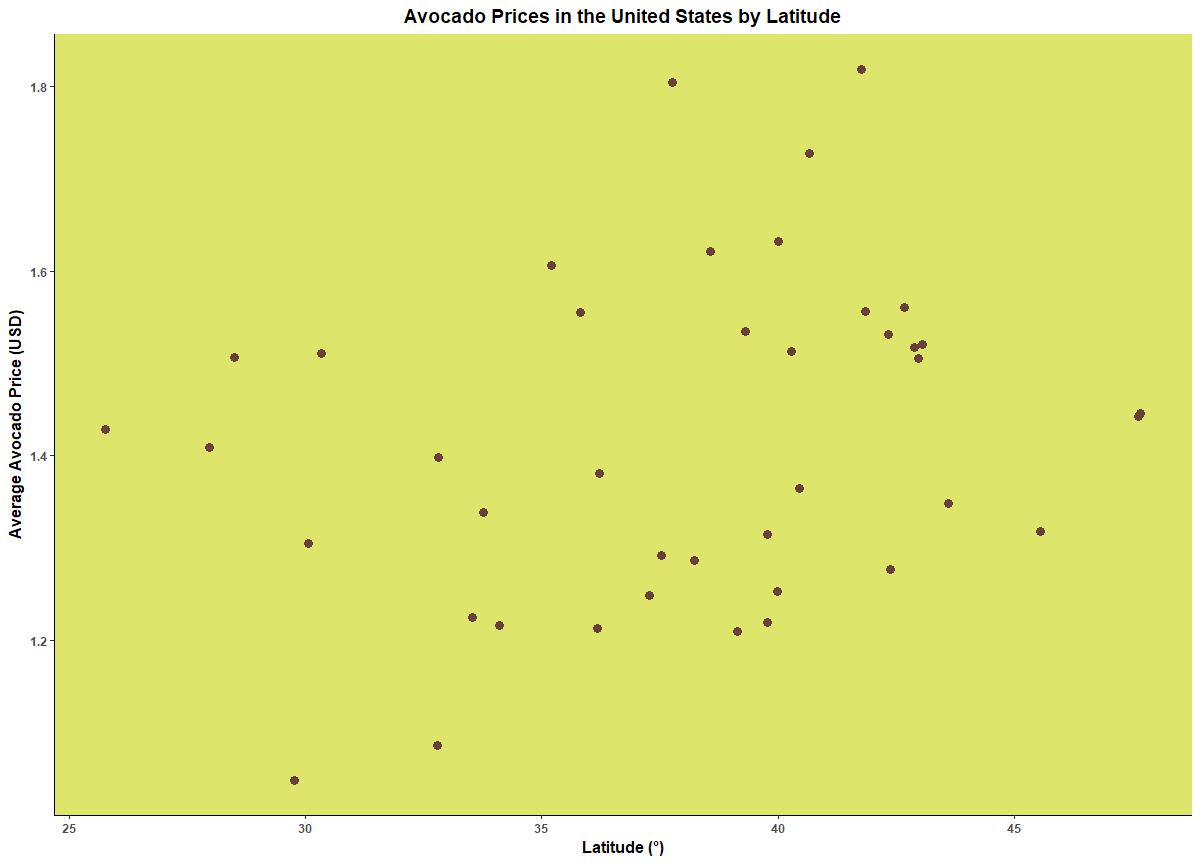 Avocado Prices in the United States by Latitude
Average Avocado Price (USD)
1.8
1.6
1.4
1.2
25 30 35 40 45
Latitude (°)